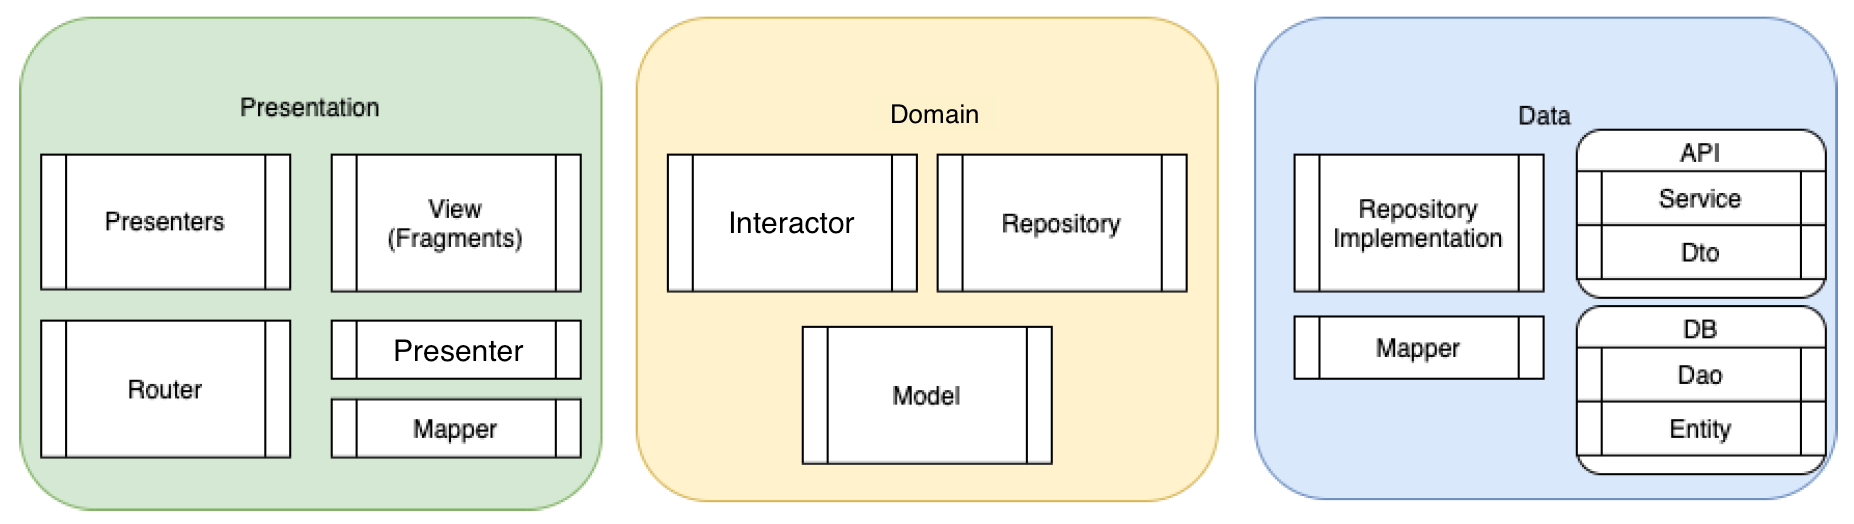 Presentation
Presenters
View
(Fragments)
Router
Presenter
Mapper
Domain
Interactor
Repository
Model
Data
Repository
Implementation
Mapper
API
Service
Dto
DB
Dao
Entity